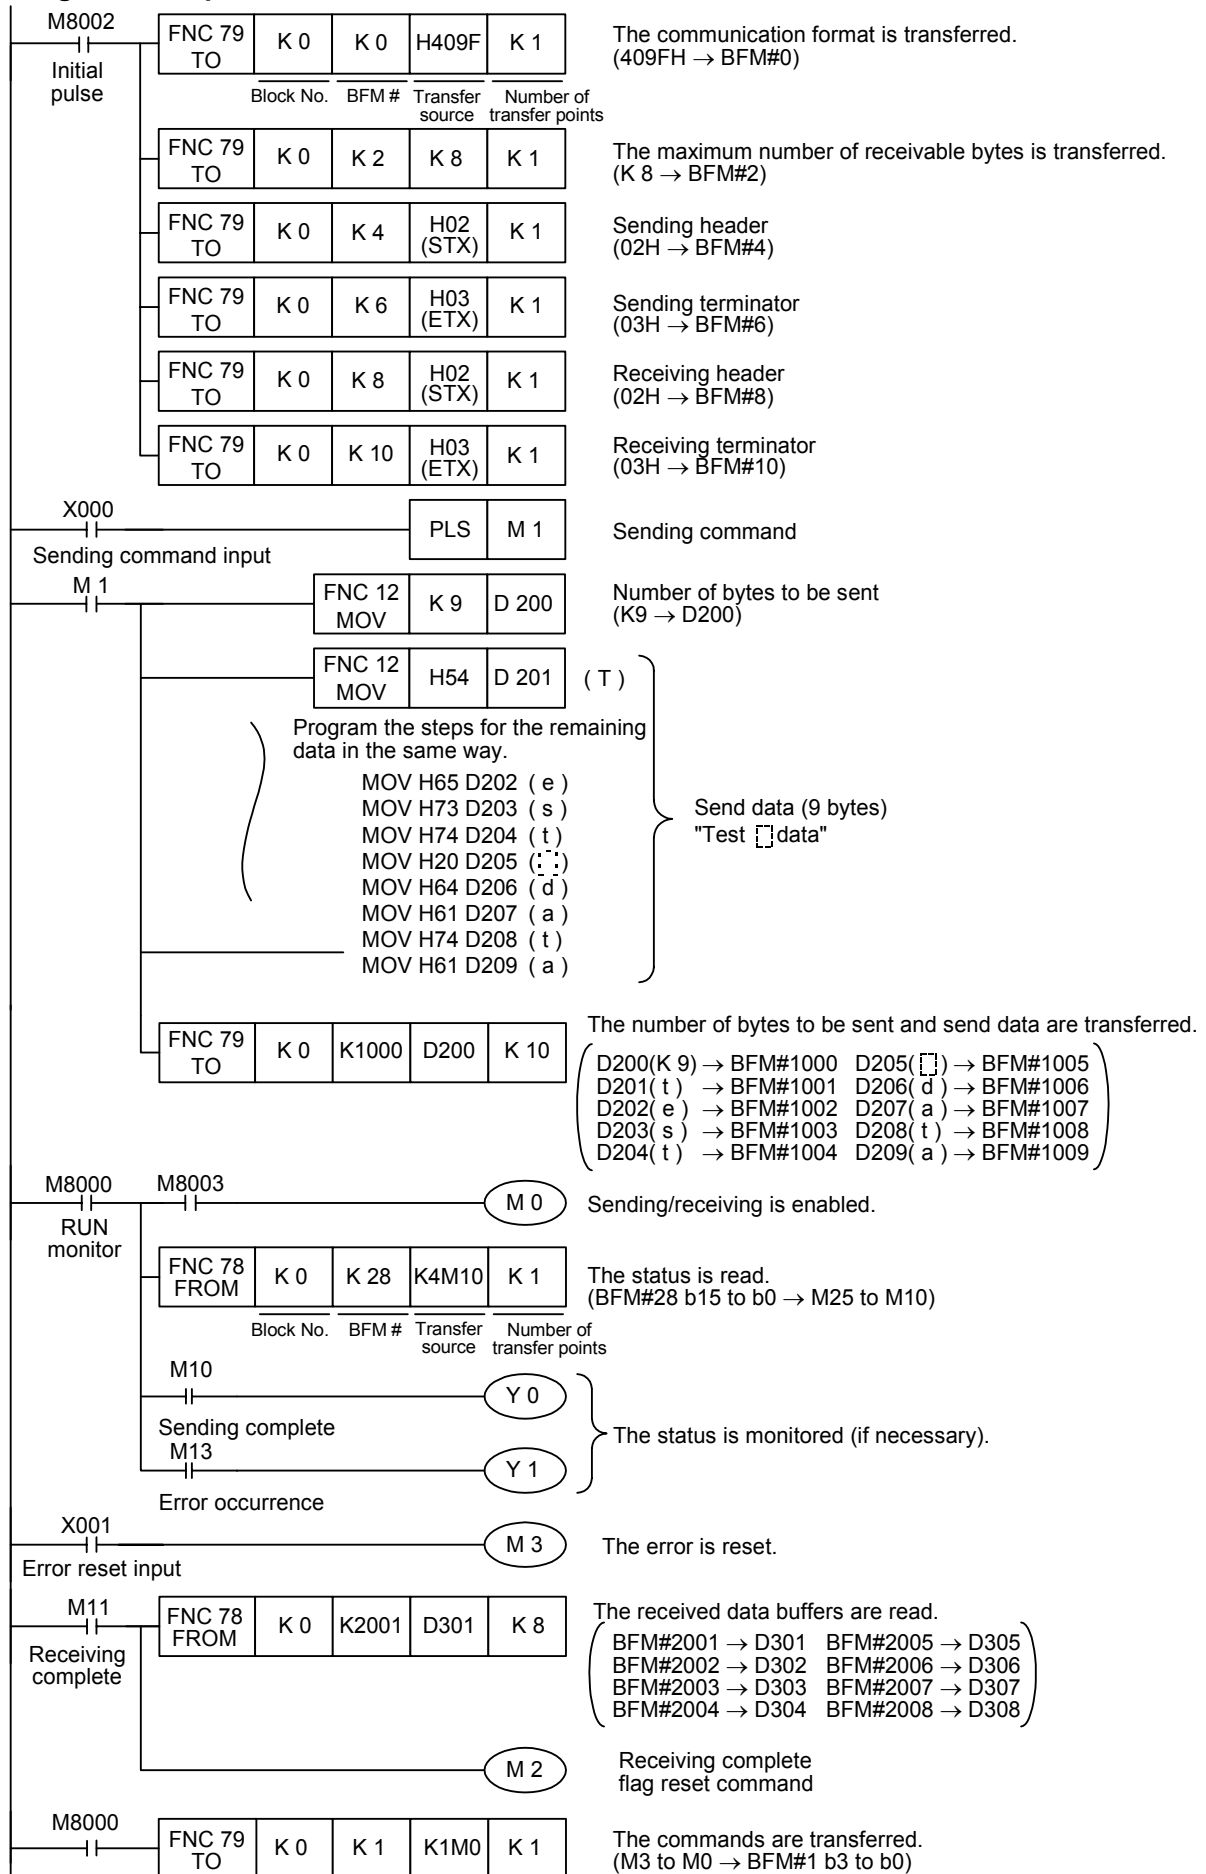 M8002
Initial
pulse
FNC 79
TO
K 0
K 0
H409F
K 1
The communication format is transferred.
(409FH → BFM#0)
Block No.
BFM #
Transfer
source
Number of
transfer points
FNC 79
TO
K 0
K 2
K 8
K 1
The maximum number of receivable bytes is transferred.
(K 8 → BFM#2)
FNC 79
TO
K 0
K 4
H02
(STX)
K 1
Sending header
(02H → BFM#4)
FNC 79
TO
K 0
K 6
H03
(ETX)
K 1
Sending terminator
(03H → BFM#6)
FNC 79
TO
K 0
K 8
H02
(STX)
K 1
Receiving header
(02H → BFM#8)
FNC 79
TO
K 0
K 10
H03
(ETX)
K 1
Receiving terminator
(03H → BFM#10)
X000
Sending command input
PLS
M 1
Sending command
M 1
FNC 12
MOV
K 9
D 200
Number of bytes to be sent
(K9 → D200)
FNC 12
MOV
H54
D 201
( T )
Program the steps for the remaining
data in the same way.
MOV H65 D202 ( e )
MOV H73 D203 ( s )
MOV H74 D204 ( t )
MOV H20 D205 ( )
MOV H64 D206 ( d )
MOV H61 D207 ( a )
MOV H74 D208 ( t )
MOV H61 D209 ( a )
Send data (9 bytes)
"Test data"
FNC 79
TO
K 0
K1000
D200
K 10
The number of bytes to be sent and send data are transferred.
D200(K 9) → BFM#1000 D205( ) → BFM#1005
D201( t ) → BFM#1001 D206( d ) → BFM#1006
D202( e ) → BFM#1002 D207( a ) → BFM#1007
D203( s ) → BFM#1003 D208( t ) → BFM#1008
D204( t ) → BFM#1004 D209( a ) → BFM#1009
M8000
RUN
monitor
M8003
M 0
Sending/receiving is enabled.
FNC 78
FROM
K 0
K 28
K4M10
K 1
The status is read.
(BFM#28 b15 to b0 → M25 to M10)
Block No.
BFM #
Transfer
source
Number of
transfer points
M10
Sending complete
Y 0
M13
Error occurrence
Y 1
The status is monitored (if necessary).
X001
Error reset input
M 3
The error is reset.
M11
Receiving
complete
FNC 78
FROM
K 0
K2001
D301
K 8
The received data buffers are read.
BFM#2001 → D301 BFM#2005 → D305
BFM#2002 → D302 BFM#2006 → D306
BFM#2003 → D303 BFM#2007 → D307
BFM#2004 → D304 BFM#2008 → D308
M 2
Receiving complete
flag reset command
M8000
FNC 79
TO
K 0
K 1
K1M0
K 1
The commands are transferred.
(M3 to M0 → BFM#1 b3 to b0)